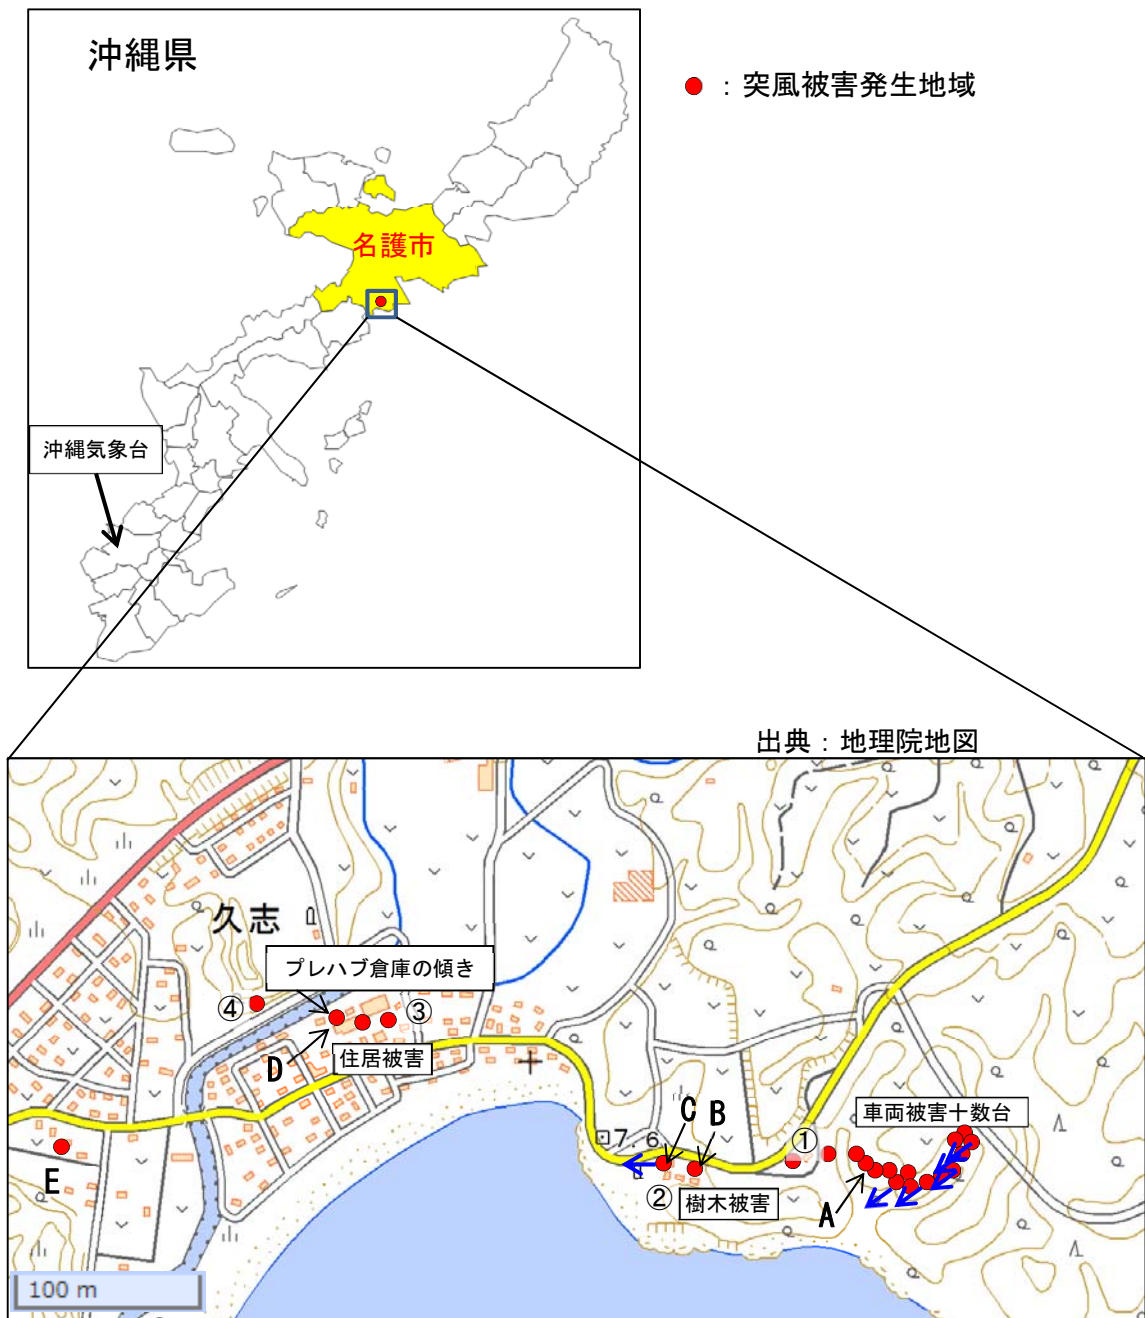 沖縄県
●：突風被害発生地域
名護市
沖縄気象台
出典：地理院地図
久志
プレハブ倉庫の傾き
④
③
D
住居被害
車両被害十数台
①
7.6
C
B
E
②
樹木被害
A
100 m